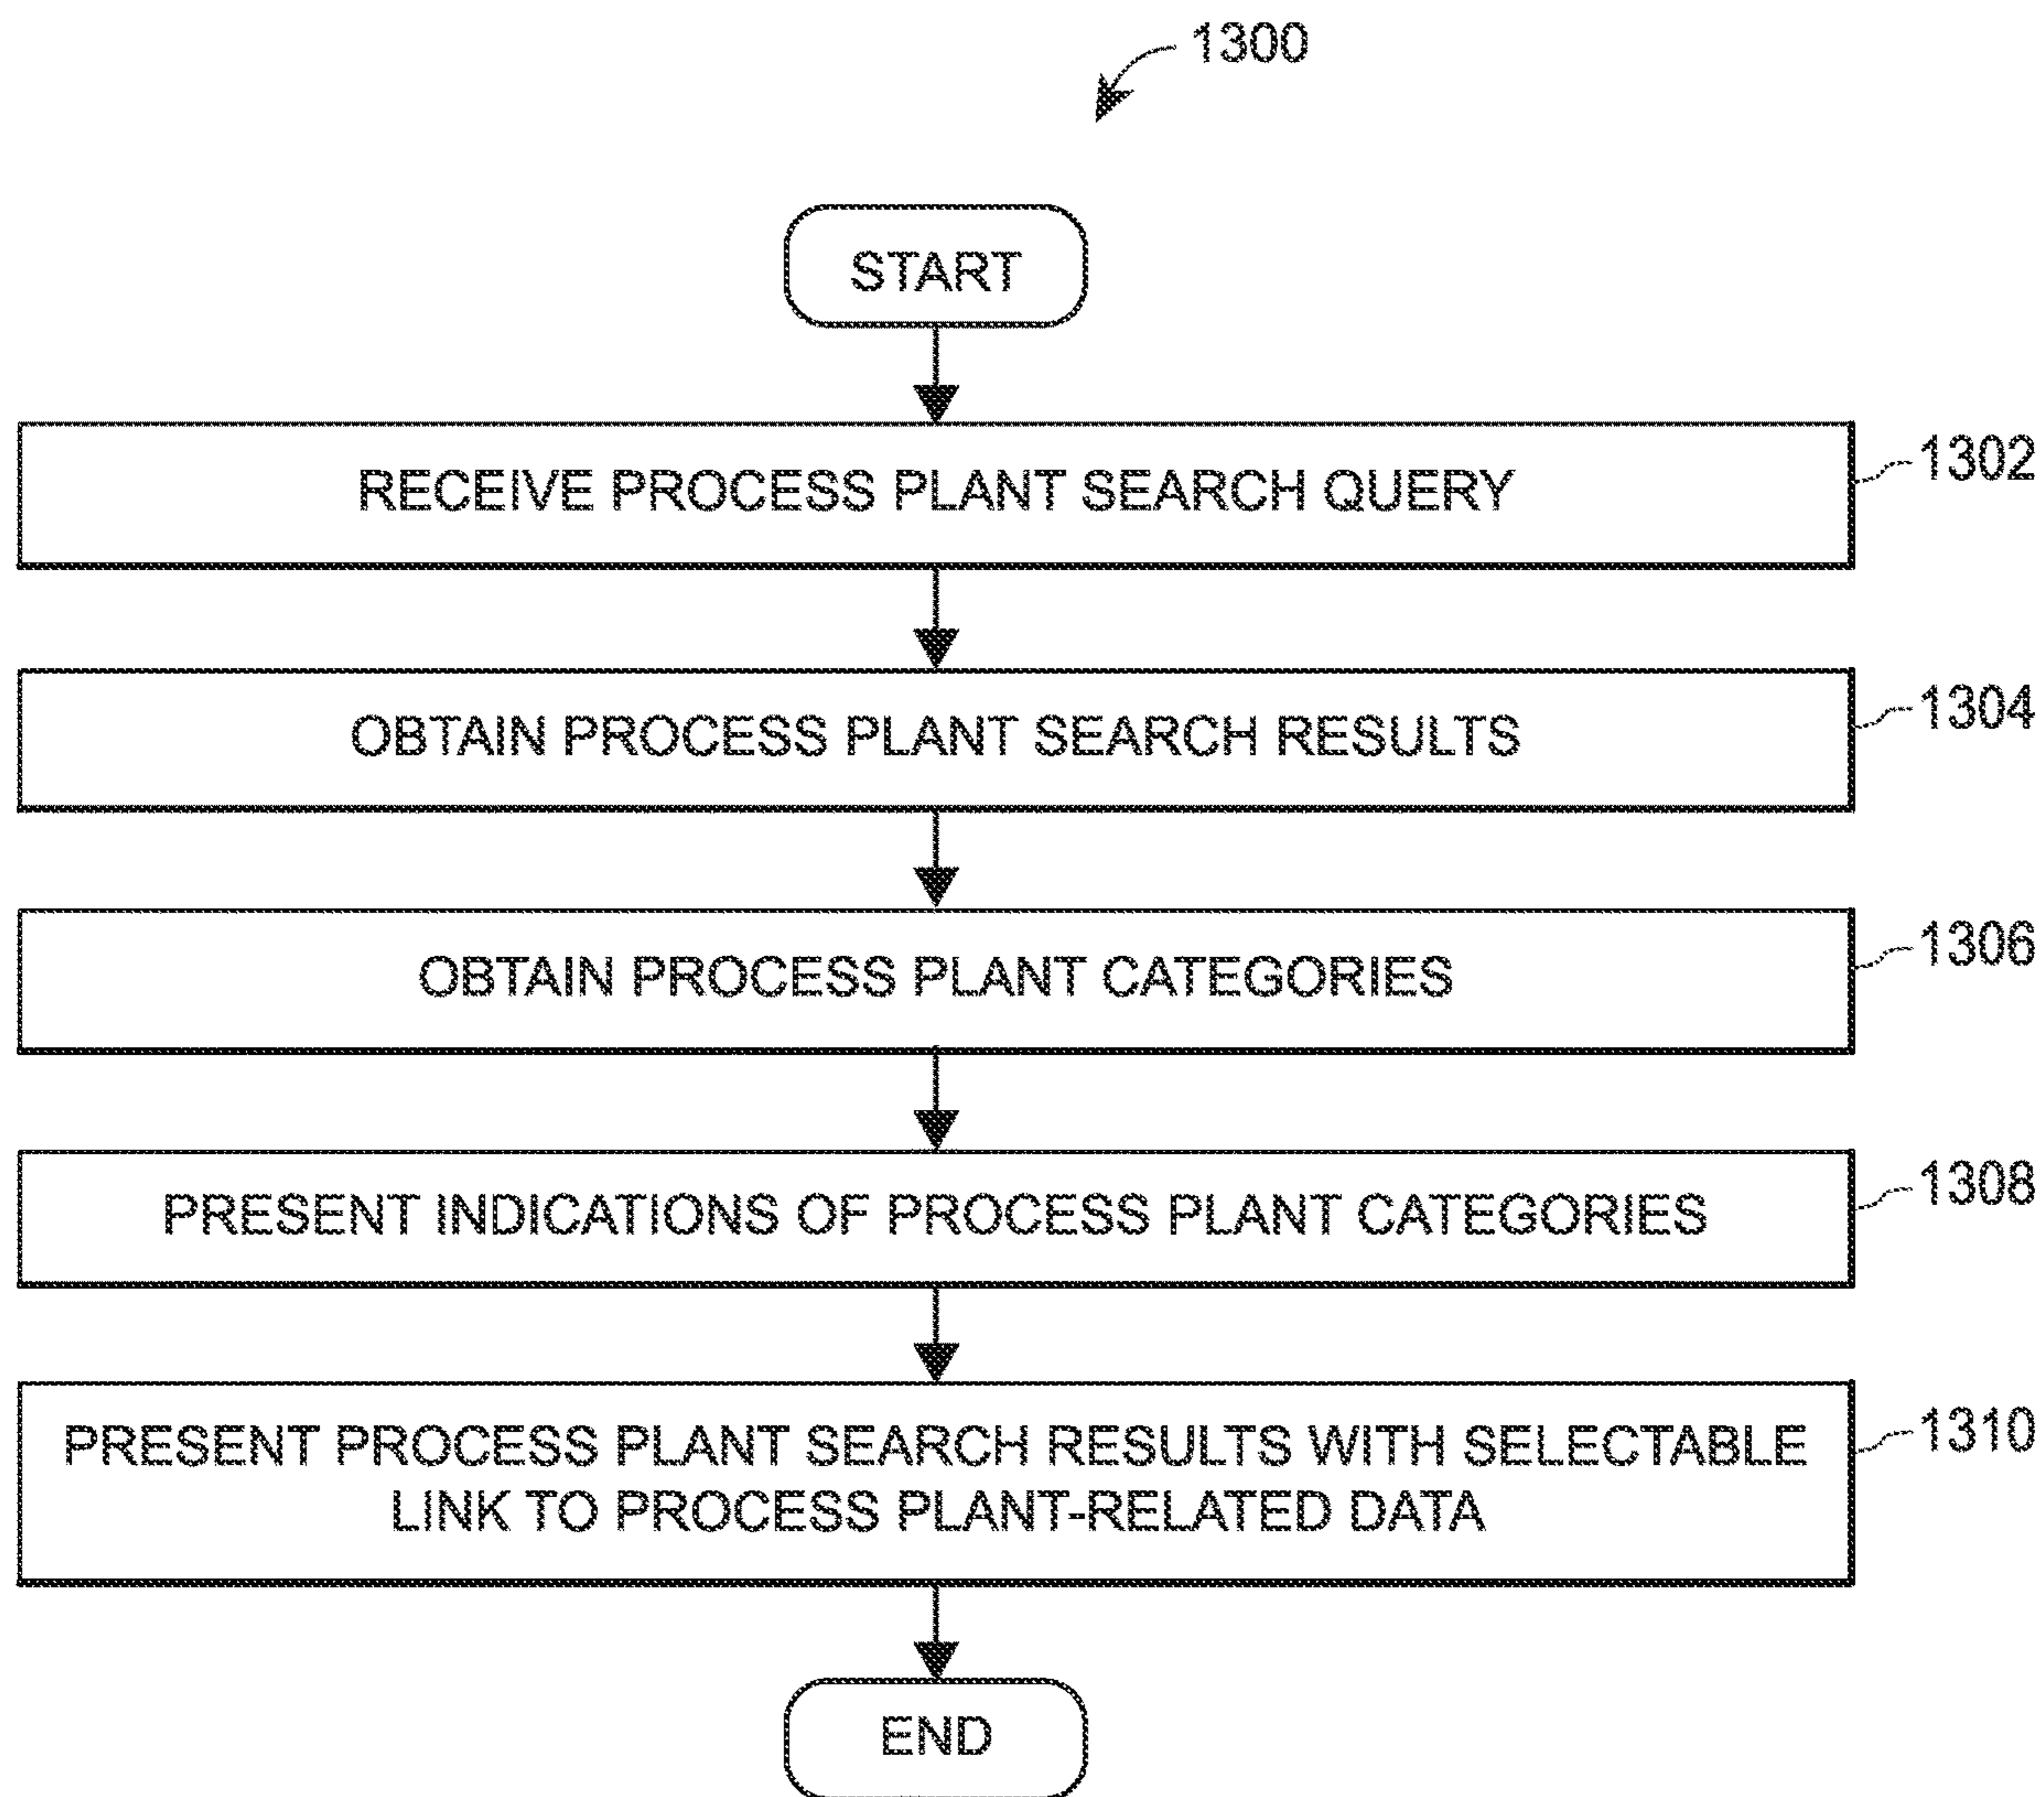 1300
START
RECEIVE PROCESS PLANT SEARCH QUERY
1302
OBTAIN PROCESS PLANT SEARCH RESULTS
1304
OBTAIN PROCESS PLANT CATEGORIES
1306
PRESENT INDICATIONS OF PROCESS PLANT CATEGORIES
1308
PRESENT PROCESS PLANT SEARCH RESULTS WITH SELECTABLE
LINK TO PROCESS PLANT-RELATED DATA
1310
END